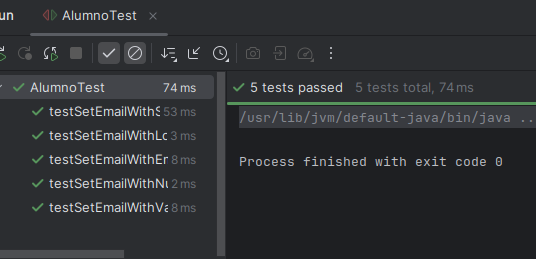 un
AlumnoTest
AlumnoTest 74 ms
testSetEmailWithS 53 ms
testSetEmailWithLo 3 ms
testSetEmailWithEm 8 ms
testSetEmailWithNu 2 ms
testSetEmailWithVa 8 ms
5 tests passed 5 tests total, 74 ms
/usr/lib/jvm/default-java/bin/java ...
Process finished with exit code 0